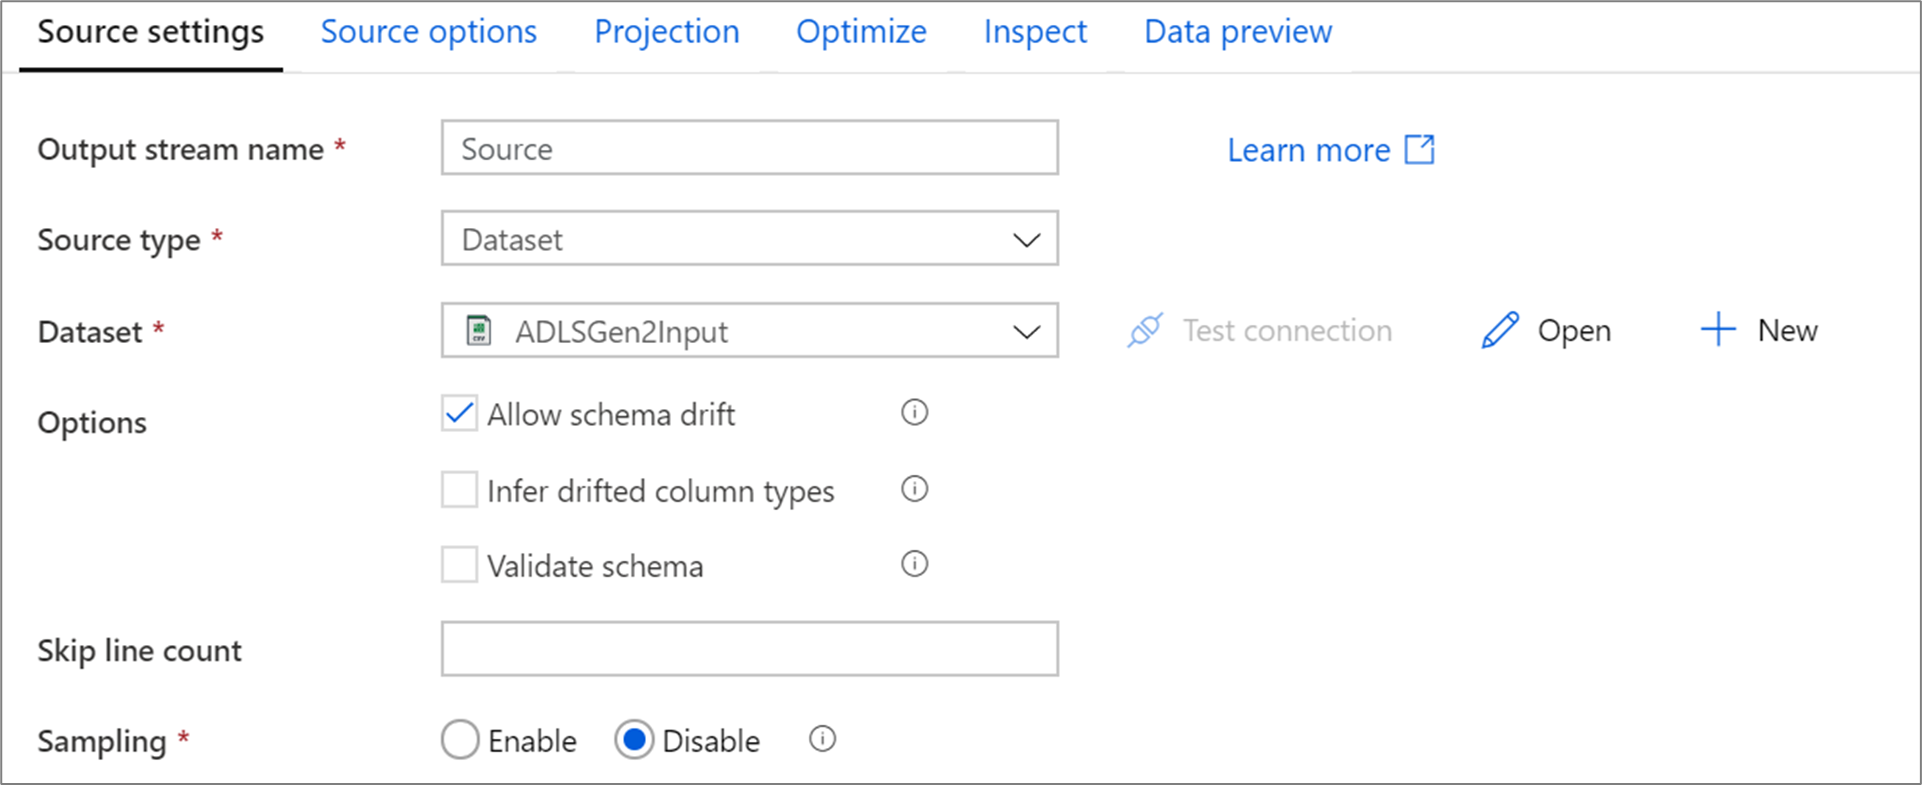 Source settings Source options Projection Optimize Inspect Data preview
Output stream name * Source Learn more
Source type * Dataset
Dataset * ADLSGen2Input Test connection Open New
Options Allow schema drift
Infer drifted column types
Validate schema
Skip line count
Sampling * Enable Disable